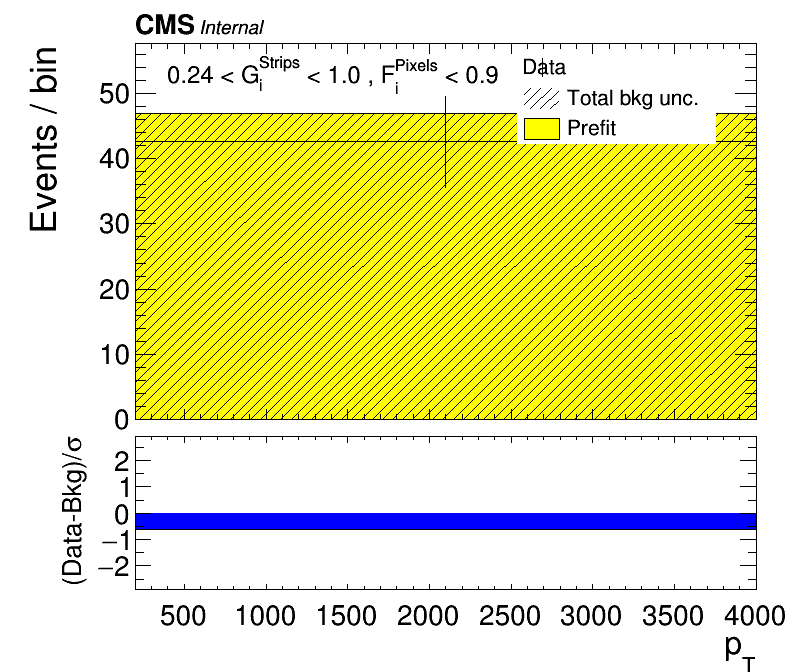 CMS Internal
0.24 < G_i^Strips < 1.0 , F_i^Pixels < 0.9
Data
Total bkg unc.
Prefit
Events / bin
50
40
30
20
10
0
(Data-Bkg)/σ
2
1
0
−1
−2
500 1000 1500 2000 2500 3000 3500 4000
p_T